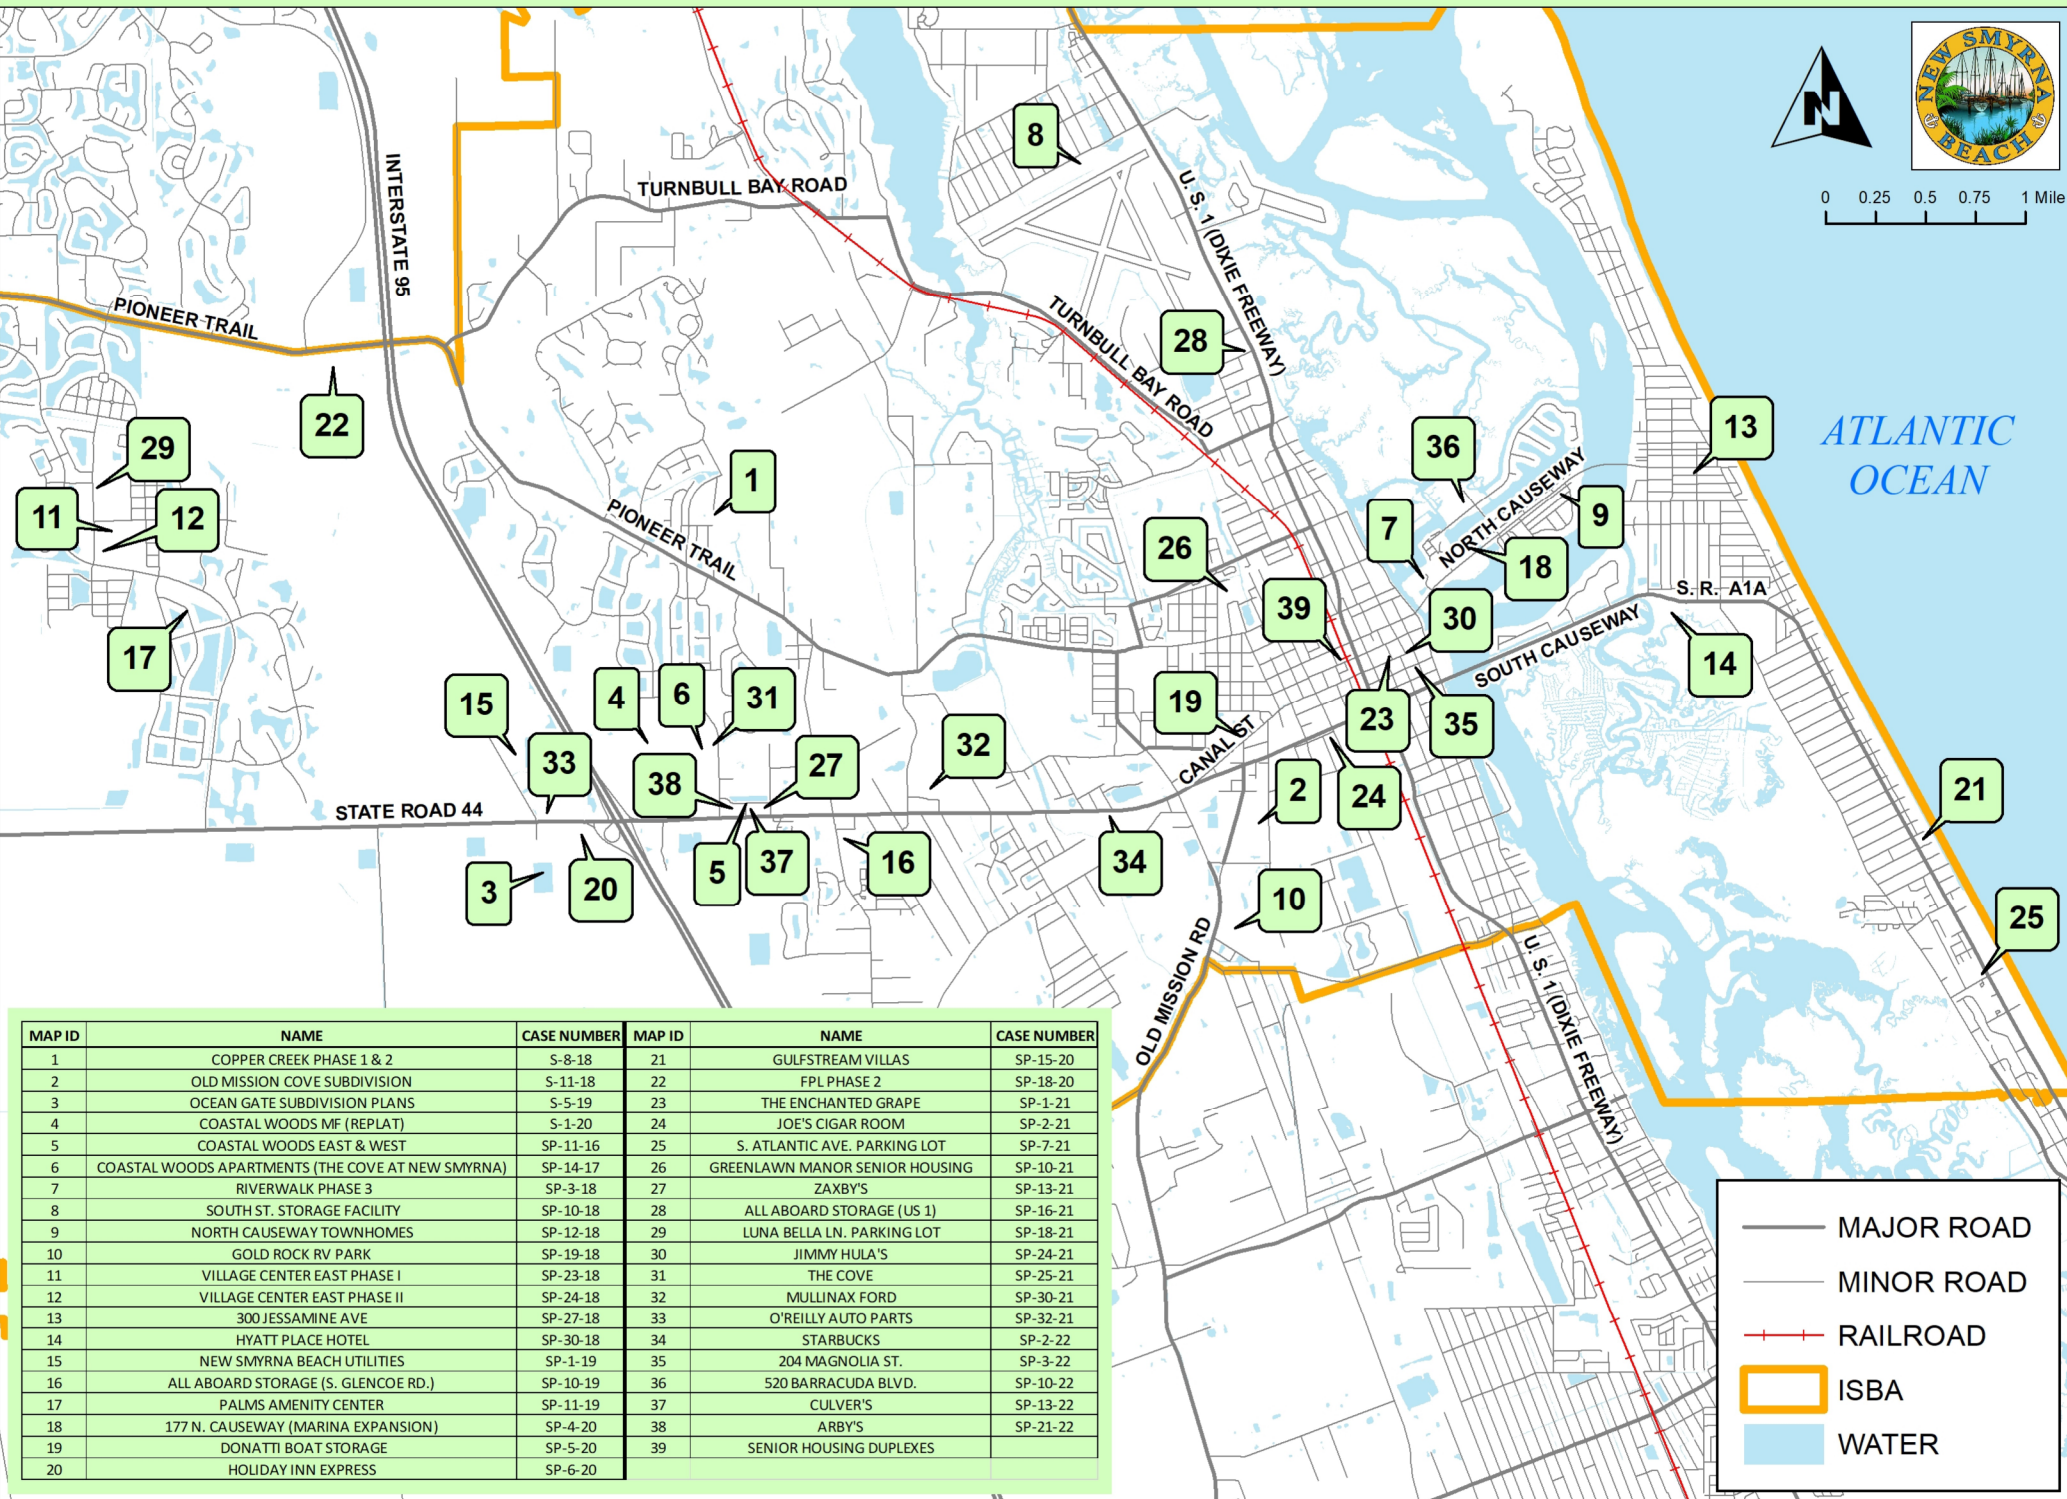 NEW SMYRNA BEACH
N
0 0.25 0.5 0.75 1 Mile
INTERSTATE 95
TURNBULL BAY ROAD
U. S. 1 (DIXIE FREEWAY)
PIONEER TRAIL
TURNBULL BAY ROAD
ATLANTIC
OCEAN
PIONEER TRAIL
NORTH CAUSEWAY
S. R. A1A
SOUTH CAUSEWAY
CANAL ST
STATE ROAD 44
OLD MISSION RD
U. S. 1 (DIXIE FREEWAY)
8
28
22
13
29
36
1
11
12
9
7
26
18
39
30
17
14
4
6
31
15
19
23
35
32
33
38
27
2
24
21
5
37
16
34
3
20
10
25
MAP ID NAME CASE NUMBER MAP ID NAME CASE NUMBER
1 COPPER CREEK PHASE 1 & 2 S-8-18 21 GULFSTREAM VILLAS SP-15-20
2 OLD MISSION COVE SUBDIVISION S-11-18 22 FPL PHASE 2 SP-18-20
3 OCEAN GATE SUBDIVISION PLANS S-5-19 23 THE ENCHANTED GRAPE SP-1-21
4 COASTAL WOODS MF (REPLAT) S-1-20 24 JOE'S CIGAR ROOM SP-2-21
5 COASTAL WOODS EAST & WEST SP-11-16 25 S. ATLANTIC AVE. PARKING LOT SP-7-21
6 COASTAL WOODS APARTMENTS (THE COVE AT NEW SMYRNA) SP-14-17 26 GREENLAWN MANOR SENIOR HOUSING SP-10-21
7 RIVERWALK PHASE 3 SP-3-18 27 ZAXBY'S SP-13-21
8 SOUTH ST. STORAGE FACILITY SP-10-18 28 ALL ABOARD STORAGE (US 1) SP-16-21
9 NORTH CAUSEWAY TOWNHOMES SP-12-18 29 LUNA BELLA LN. PARKING LOT SP-18-21
10 GOLD ROCK RV PARK SP-19-18 30 JIMMY HULA'S SP-24-21
11 VILLAGE CENTER EAST PHASE I SP-23-18 31 THE COVE SP-25-21
12 VILLAGE CENTER EAST PHASE II SP-24-18 32 MULLINAX FORD SP-30-21
13 300 JESSAMINE AVE SP-27-18 33 O'REILLY AUTO PARTS SP-32-21
14 HYATT PLACE HOTEL SP-30-18 34 STARBUCKS SP-2-22
15 NEW SMYRNA BEACH UTILITIES SP-1-19 35 204 MAGNOLIA ST. SP-3-22
16 ALL ABOARD STORAGE (S. GLENCOE RD.) SP-10-19 36 520 BARRACUDA BLVD. SP-10-22
17 PALMS AMENITY CENTER SP-11-19 37 CULVER'S SP-13-22
18 177 N. CAUSEWAY (MARINA EXPANSION) SP-4-20 38 ARBY'S SP-21-22
19 DONATTI BOAT STORAGE SP-5-20 39 SENIOR HOUSING DUPLEXES
20 HOLIDAY INN EXPRESS SP-6-20
MAJOR ROAD
MINOR ROAD
RAILROAD
ISBA
WATER